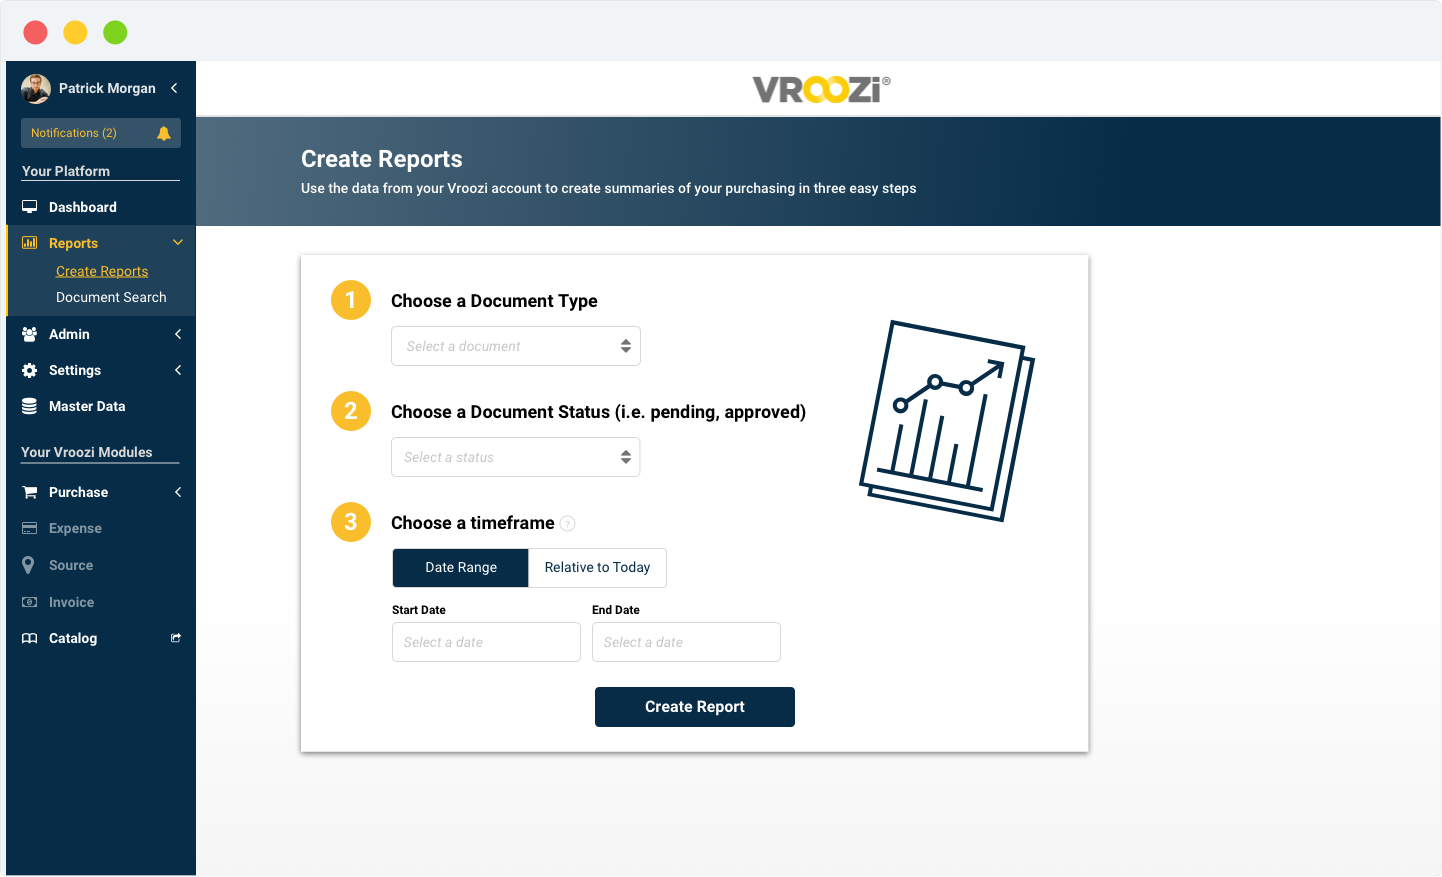 Patrick Morgan
Notifications (2)
Your Platform
Dashboard
Reports
Create Reports
Document Search
Admin
Settings
Master Data
Your Vroozi Modules
Purchase
Expense
Source
Invoice
Catalog
VROOZi®
Create Reports
Use the data from your Vroozi account to create summaries of your purchasing in three easy steps
1 Choose a Document Type
Select a document
2 Choose a Document Status (i.e. pending, approved)
Select a status
3 Choose a timeframe ?
Date Range Relative to Today
Start Date End Date
Select a date Select a date
Create Report